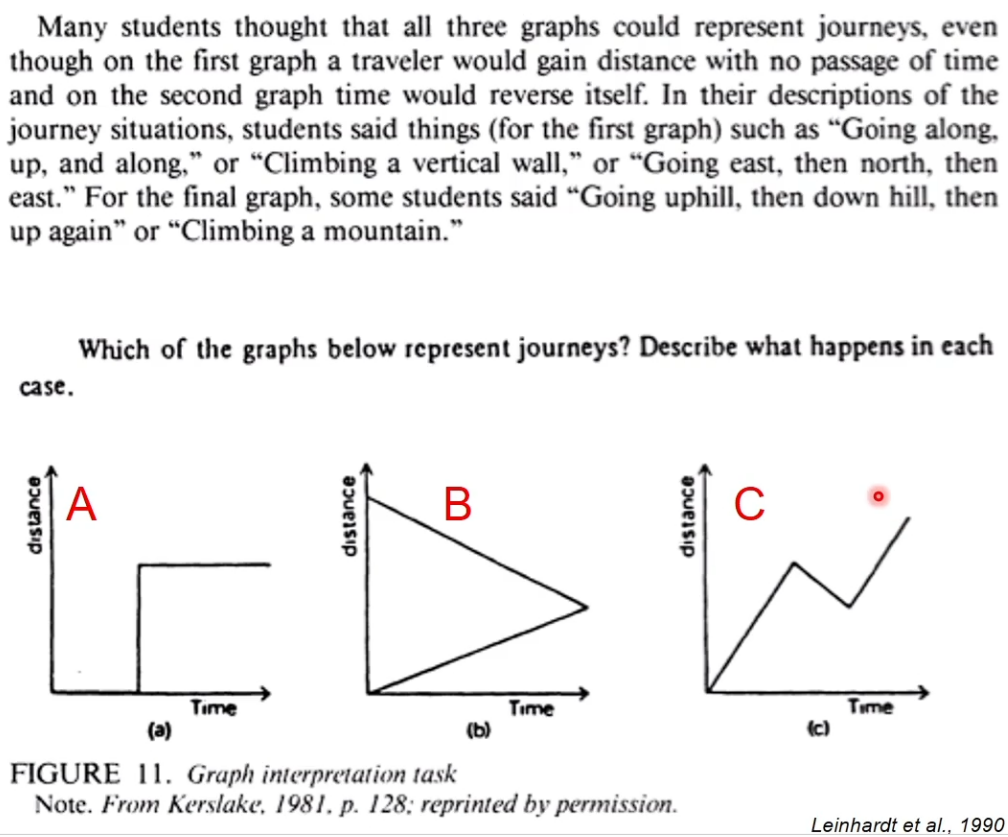 Many students thought that all three graphs could represent journeys, even
though on the first graph a traveler would gain distance with no passage of time
and on the second graph time would reverse itself. In their descriptions of the
journey situations, students said things (for the first graph) such as “Going along,
up, and along,” or “Climbing a vertical wall,” or “Going east, then north, then
east.” For the final graph, some students said “Going uphill, then down hill, then
up again” or “Climbing a mountain.”
Which of the graphs below represent journeys? Describe what happens in each
case.
distance
A
Time
(a)
distance
B
Time
(b)
distance
C
Time
(c)
FIGURE 11. Graph interpretation task
Note. From Kerslake, 1981, p. 128; reprinted by permission.
Leinhardt et al., 1990